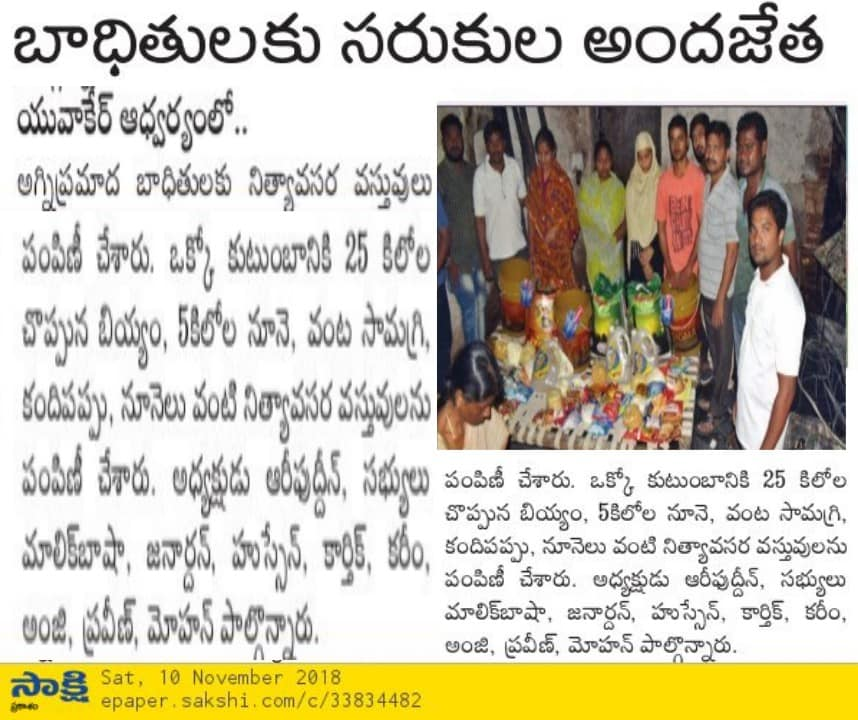 బాధితులకు సరుకుల అందజేత
యువాకేర్ ఆధ్వర్యంలో..
అగ్నిప్రమాద బాధితులకు నిత్యావసర వస్తువులు
పంపిణీ చేశారు. ఒక్కో కుటుంబానికి 25 కిలోల
చొప్పున బియ్యం, 5కిలోల నూనె, వంట సామగ్రి,
కందిపప్పు, నూనెలు వంటి నిత్యావసర వస్తువులను
పంపిణీ చేశారు. అధ్యక్షుడు ఆరీఫుద్దీన్, సభ్యులు
మాలిక్‌బాషా, జనార్దన్, హుస్సేన్, కార్తిక్, కరీం,
అంజి, ప్రవీణ్, మోహన్ పాల్గొన్నారు.
పంపిణీ చేశారు. ఒక్కో కుటుంబానికి 25 కిలోల
చొప్పున బియ్యం, 5కిలోల నూనె, వంట సామగ్రి,
కందిపప్పు, నూనెలు వంటి నిత్యావసర వస్తువులను
పంపిణీ చేశారు. అధ్యక్షుడు ఆరీఫుద్దీన్, సభ్యులు
మాలిక్‌బాషా, జనార్దన్, హుస్సేన్, కార్తిక్, కరీం,
అంజి, ప్రవీణ్, మోహన్ పాల్గొన్నారు.
సాక్షి
ప్రకాశం
Sat, 10 November 2018
epaper.sakshi.com/c/33834482